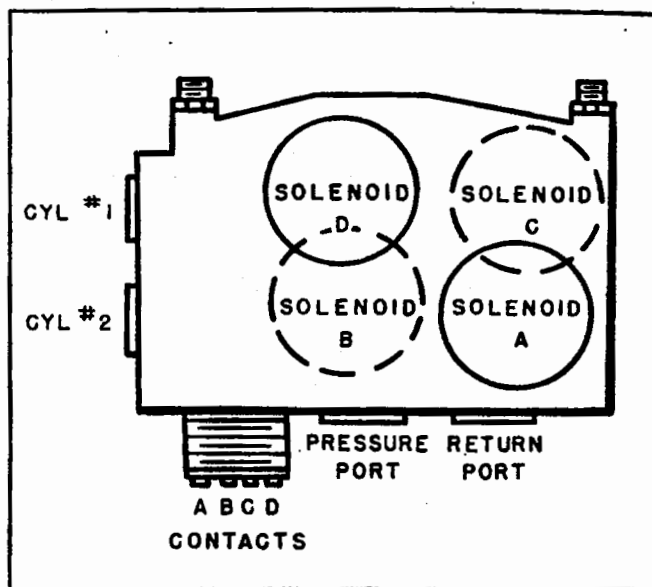 SOLENOID
D
SOLENOID
C
CYL #1
SOLENOID
B
SOLENOID
A
CYL #2
PRESSURE
PORT
RETURN
PORT
A B C D
CONTACTS